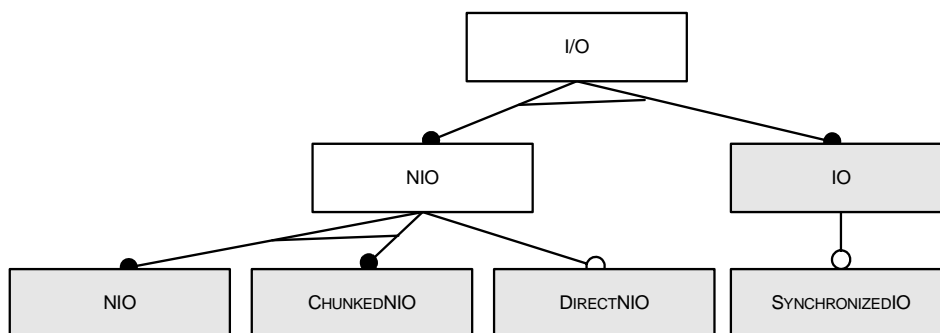 I/O
NIO
IO
NIO
CHUNKEDNIO
DIRECTNIO
SYNCHRONIZEDIO